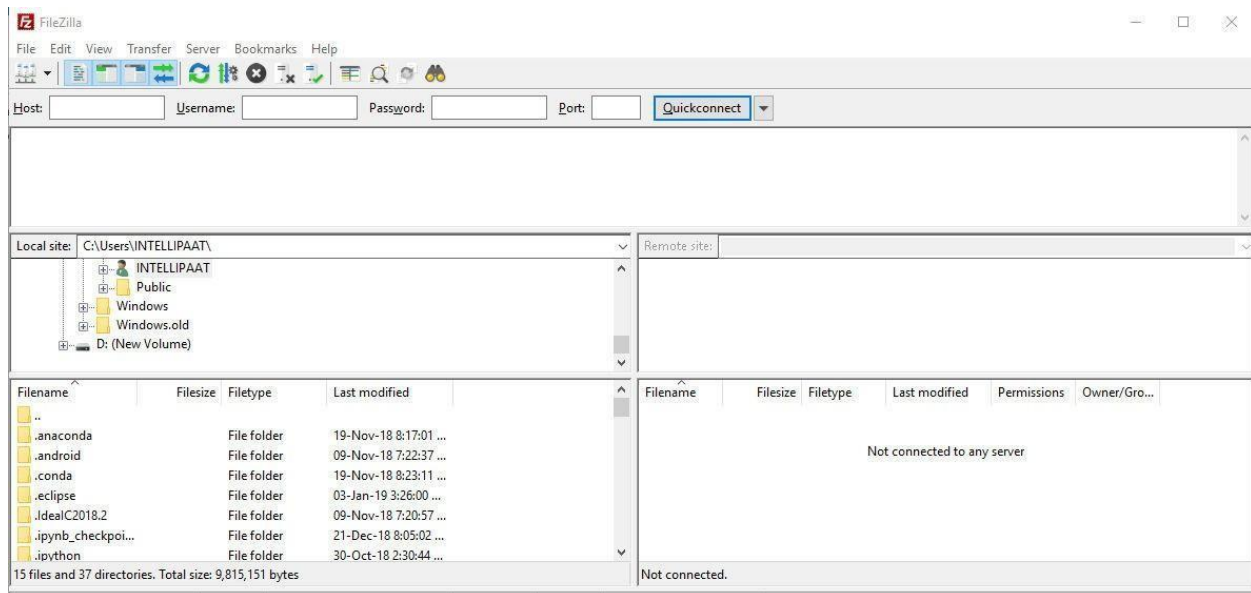 FileZilla
File Edit View Transfer Server Bookmarks Help
Host: Username: Password: Port: Quickconnect
Local site: C:\Users\INTELLIPAAT\
INTELLIPAAT
Public
Windows
Windows.old
D: (New Volume)
Remote site:
Filename Filesize Filetype Last modified
..
.anaconda File folder 19-Nov-18 8:17:01 ...
.android File folder 09-Nov-18 7:22:37 ...
.conda File folder 19-Nov-18 8:23:11 ...
.eclipse File folder 03-Jan-19 3:26:00 ...
.IdealC2018.2 File folder 09-Nov-18 7:20:57 ...
.ipynb_checkpoi... File folder 21-Dec-18 8:05:02 ...
.ipython File folder 30-Oct-18 2:30:44 ...
15 files and 37 directories. Total size: 9,815,151 bytes
Filename Filesize Filetype Last modified Permissions Owner/Gro...
Not connected to any server
Not connected.